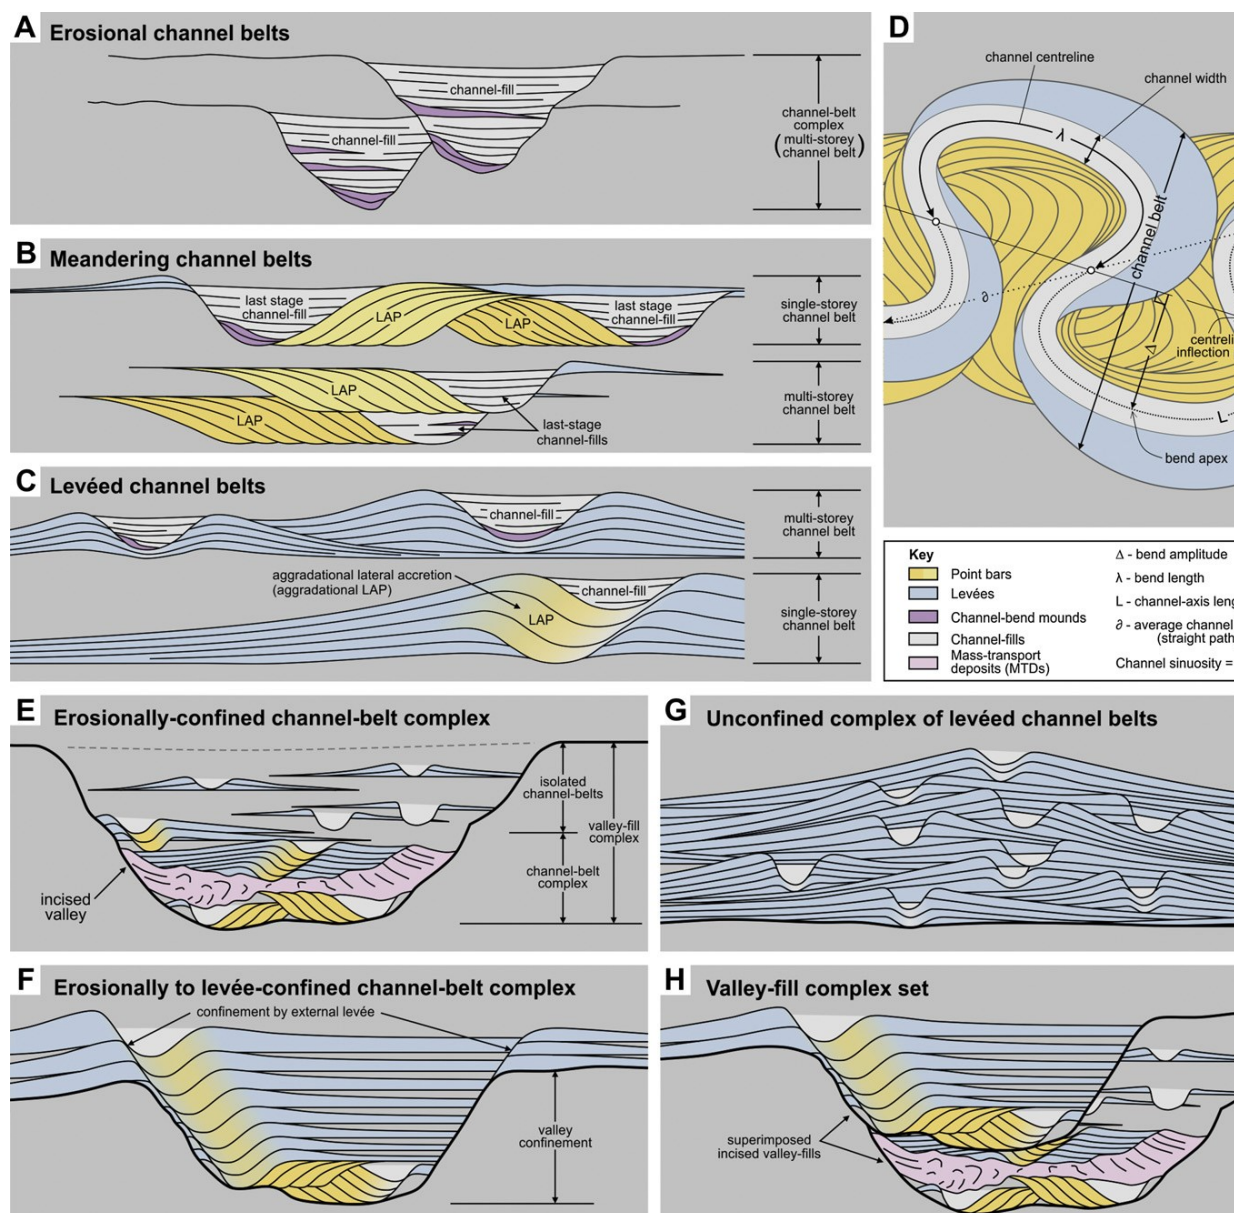 A Erosional channel belts
channel-fill
channel-fill
channel-belt
complex
(multi-storey
channel belt)
B Meandering channel belts
last stage
channel-fill
LAP
LAP
last stage
channel-fill
single-storey
channel belt
LAP
LAP
last-stage
channel-fills
multi-storey
channel belt
C Levéed channel belts
channel-fill
multi-storey
channel belt
aggradational lateral accretion
(aggradational LAP)
channel-fill
LAP
single-storey
channel belt
D
channel centreline
channel width
λ
channel belt
∂
Δ
centreli
inflection
L
bend apex
Key
Point bars
Levées
Channel-bend mounds
Channel-fills
Mass-transport
deposits (MTDs)
Δ - bend amplitude
λ - bend length
L - channel-axis leng
∂ - average channel
(straight path
Channel sinuosity =
E Erosionally-confined channel-belt complex
isolated
channel-belts
valley-fill
complex
channel-belt
complex
incised
valley
G Unconfined complex of levéed channel belts
F Erosionally to levée-confined channel-belt complex
confinement by external levée
valley
confinement
H Valley-fill complex set
superimposed
incised valley-fills